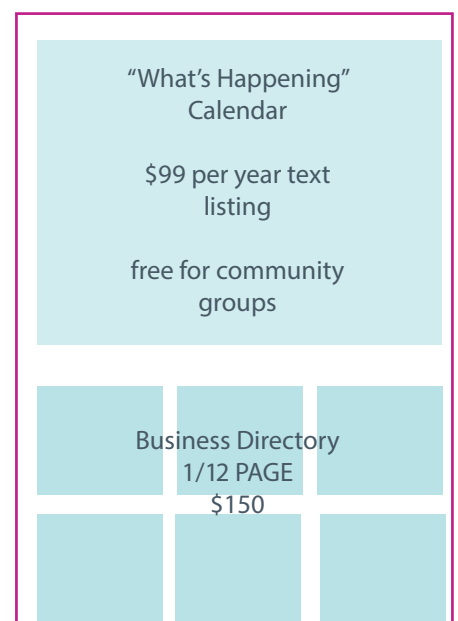 “What’s Happening”
Calendar
$99 per year text
listing
free for community
groups
Business Directory
1/12 PAGE
$150